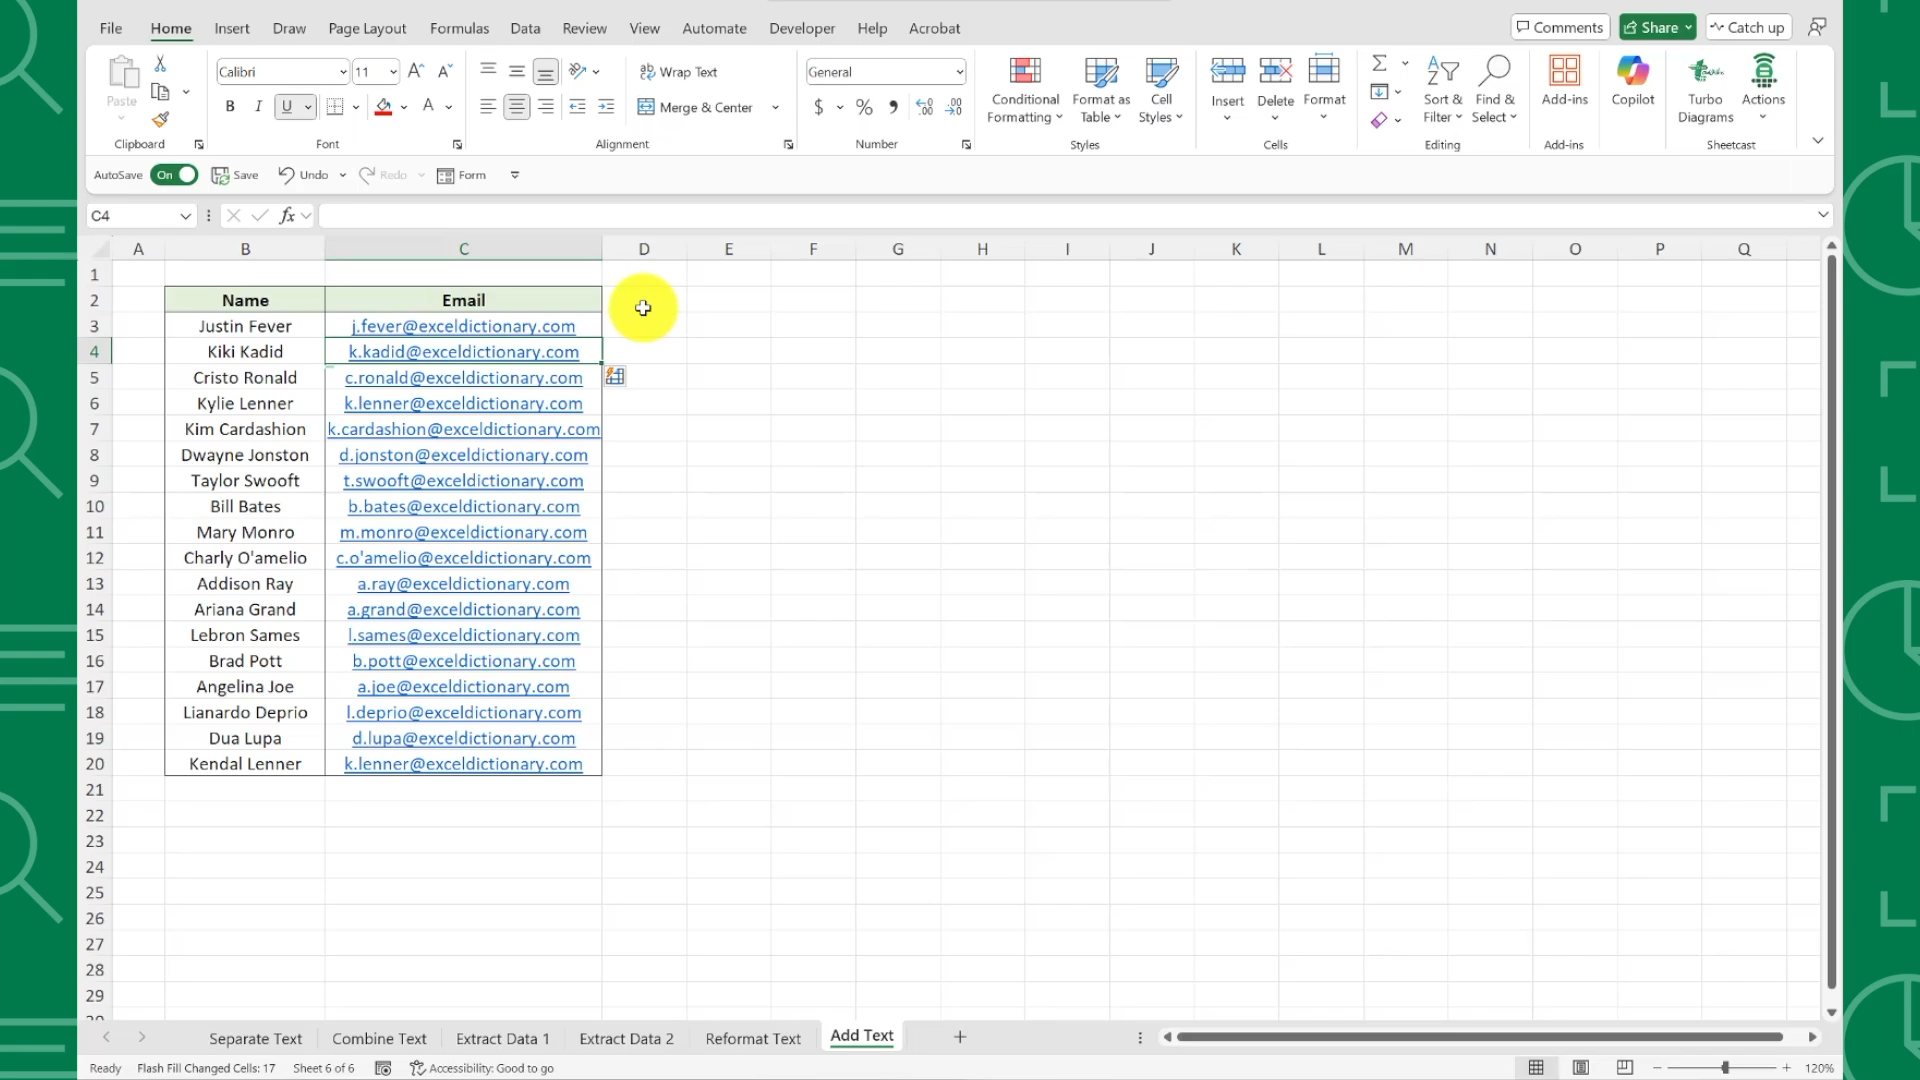 File Home Insert Draw Page Layout Formulas Data Review View Automate Developer Help Acrobat Comments Share Catch up
Paste Calibri 11 Wrap Text General Conditional Formatting Format as Table Cell Styles Insert Delete Format Sort & Filter Find & Select Add-ins Copilot Turbo Diagrams Actions
B I U A Merge & Center $ % ,
Clipboard Font Alignment Number Styles Cells Editing Add-ins Sheetcast
AutoSave On Save Undo Redo Form
C4 fx
A B C D E F G H I J K L M N O P Q
1
2 Name Email
3 Justin Fever j.fever@exceldictionary.com
4 Kiki Kadid k.kadid@exceldictionary.com
5 Cristo Ronald c.ronald@exceldictionary.com
6 Kylie Lenner k.lenner@exceldictionary.com
7 Kim Cardashion k.cardashion@exceldictionary.com
8 Dwayne Jonston d.jonston@exceldictionary.com
9 Taylor Swooft t.swooft@exceldictionary.com
10 Bill Bates b.bates@exceldictionary.com
11 Mary Monro m.monro@exceldictionary.com
12 Charly O'amelio c.o'amelio@exceldictionary.com
13 Addison Ray a.ray@exceldictionary.com
14 Ariana Grand a.grand@exceldictionary.com
15 Lebron Sames l.sames@exceldictionary.com
16 Brad Pott b.pott@exceldictionary.com
17 Angelina Joe a.joe@exceldictionary.com
18 Lianardo Deprio l.deprio@exceldictionary.com
19 Dua Lupa d.lupa@exceldictionary.com
20 Kendal Lenner k.lenner@exceldictionary.com
21
22
23
24
25
26
27
28
29
Separate Text Combine Text Extract Data 1 Extract Data 2 Reformat Text Add Text
Ready Flash Fill Changed Cells: 17 Sheet 6 of 6 Accessibility: Good to go 120%